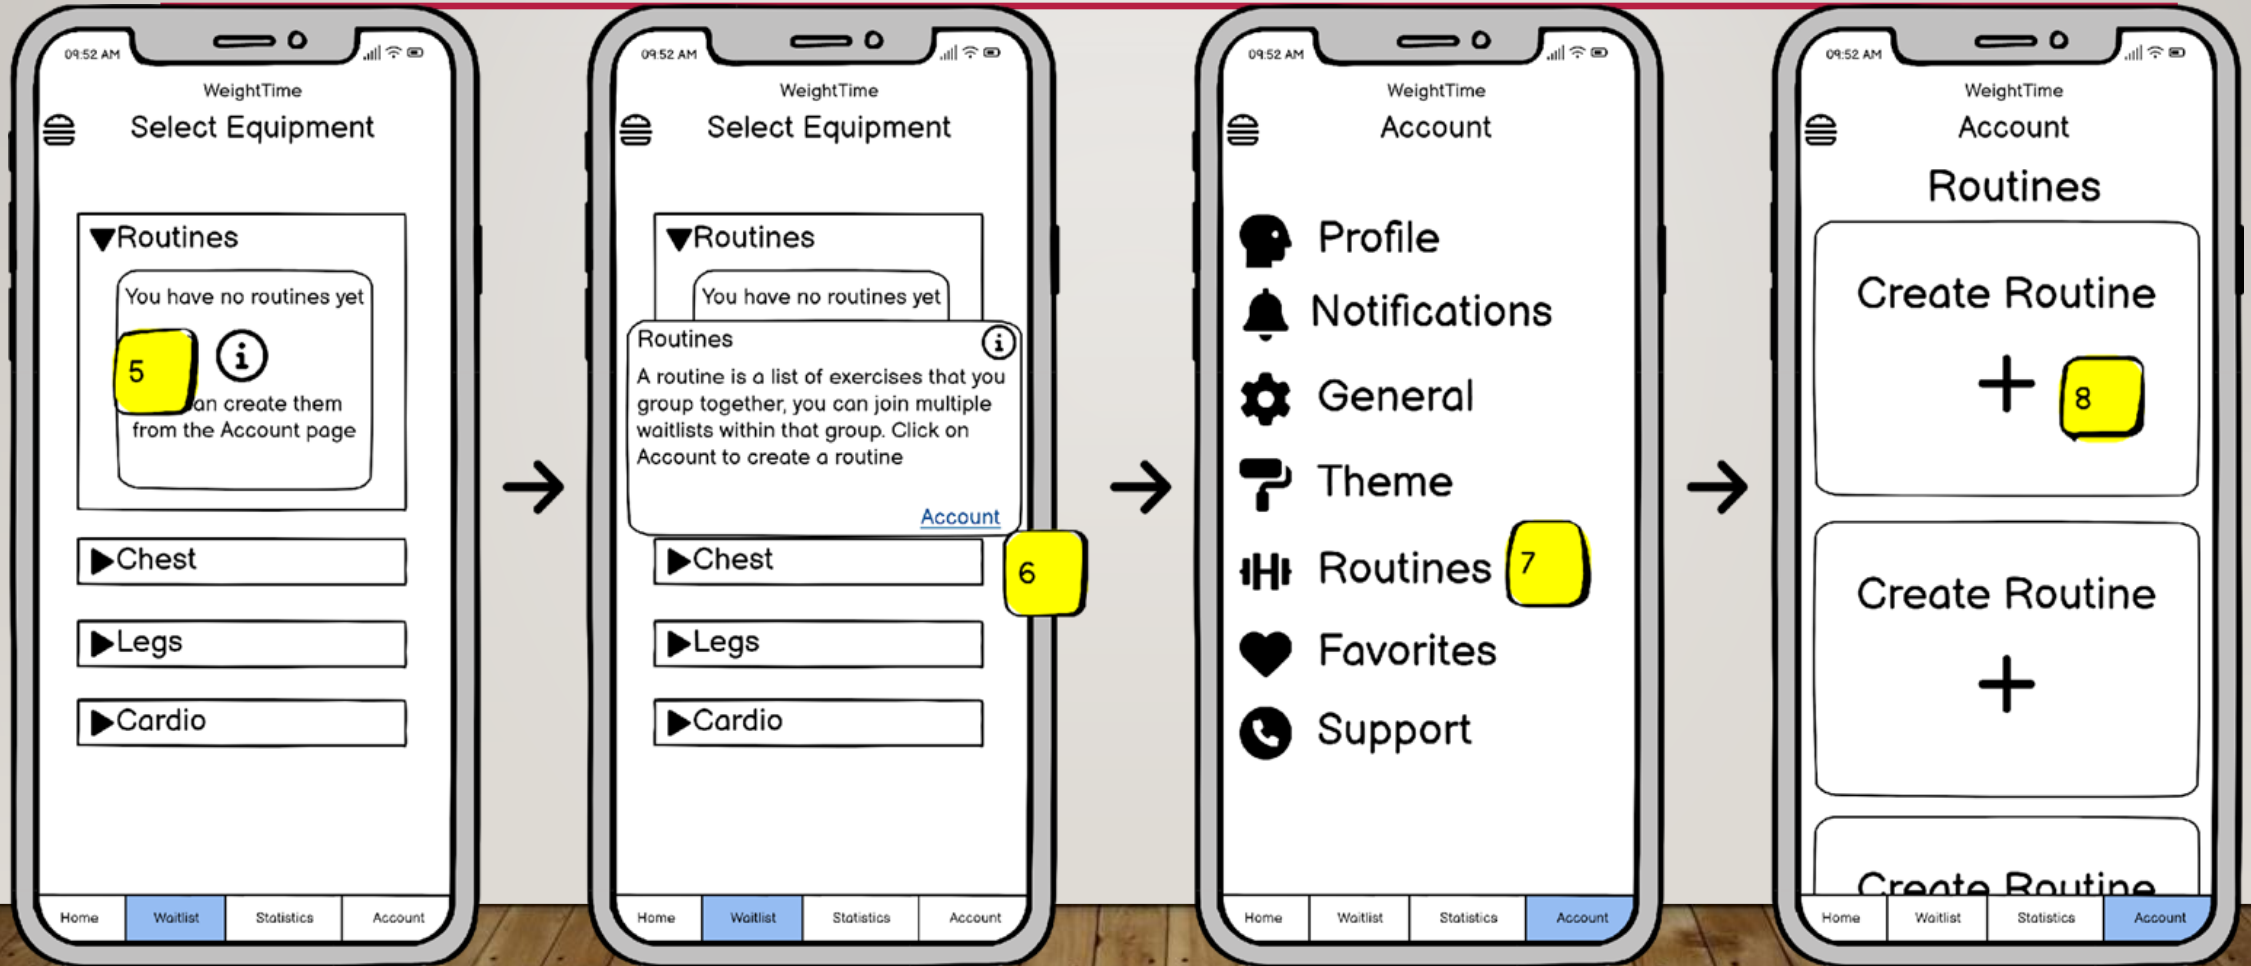 09:52 AM
WeightTime
Select Equipment
Routines
You have no routines yet
i
5
an create them
from the Account page
Chest
Legs
Cardio
Home Waitlist Statistics Account
09:52 AM
WeightTime
Select Equipment
Routines
You have no routines yet
Routines i
A routine is a list of exercises that you
group together, you can join multiple
waitlists within that group. Click on
Account to create a routine
Account
Chest
6
Legs
Cardio
Home Waitlist Statistics Account
09:52 AM
WeightTime
Account
Profile
Notifications
General
Theme
Routines 7
Favorites
Support
Home Waitlist Statistics Account
09:52 AM
WeightTime
Account
Routines
Create Routine
+ 8
Create Routine
+
Create Routine
Home Waitlist Statistics Account